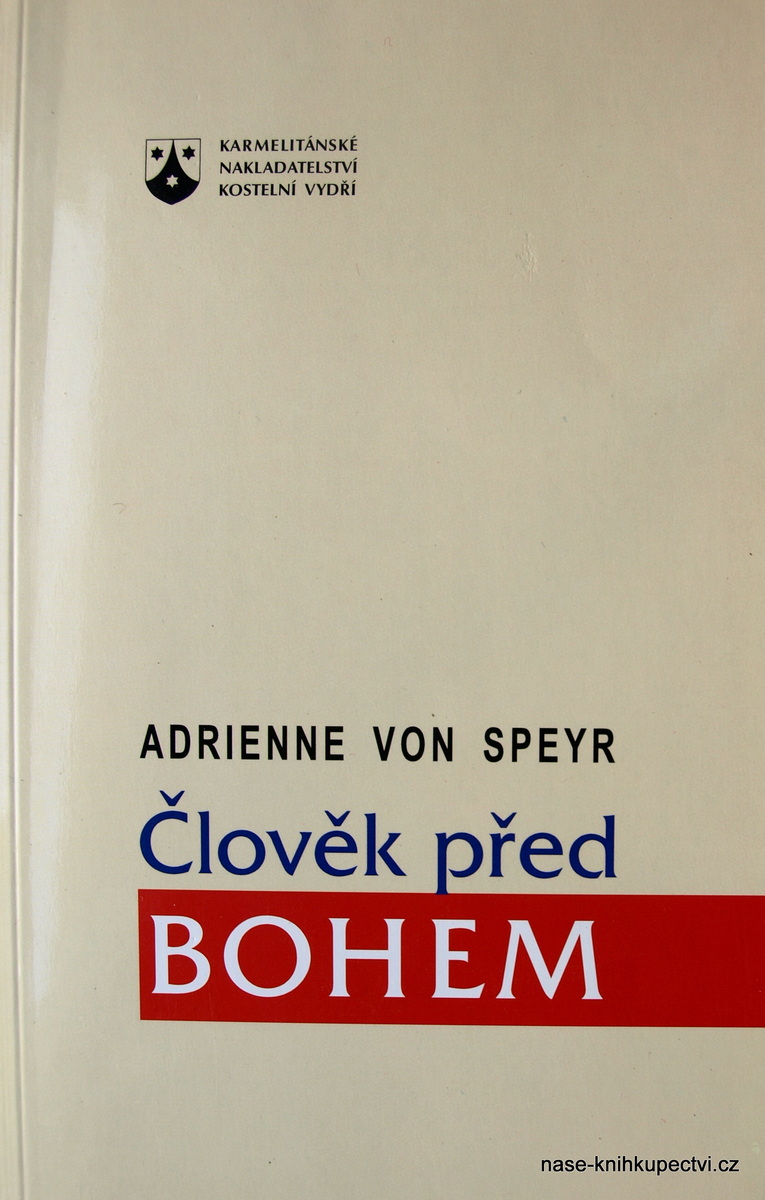 KARMELITÁNSKÉ
NAKLADATELSTVÍ
KOSTELNÍ VYDŘÍ
ADRIENNE VON SPEYR
Člověk před
BOHEM
nase-knihkupectvi.cz